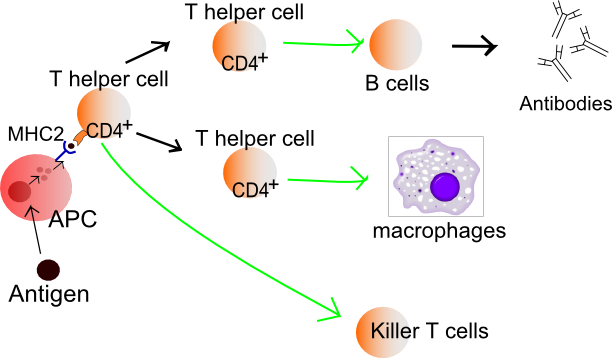 T helper cell
CD4+
B cells
Antibodies
T helper cell
CD4+
MHC2
T helper cell
CD4+
macrophages
APC
Antigen
Killer T cells